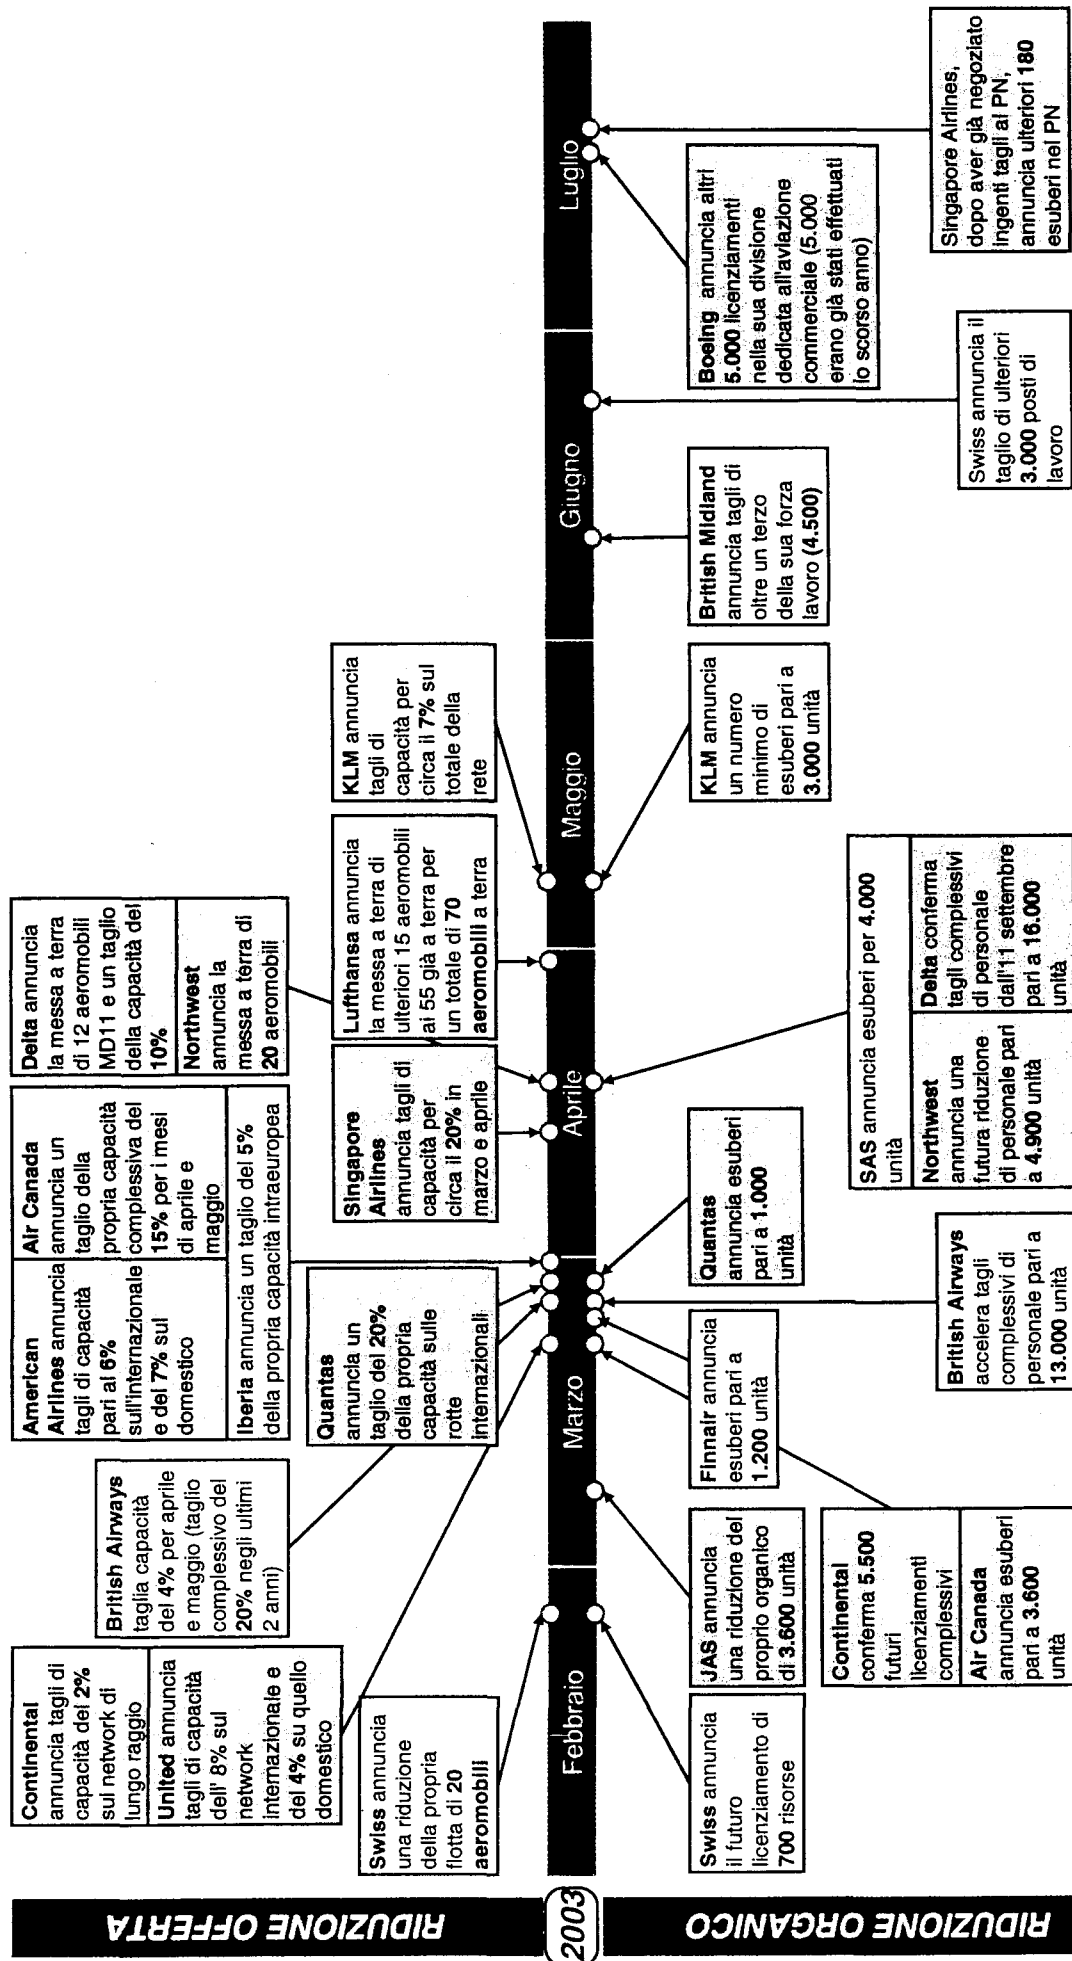 RIDUZIONE OFFERTA
Continental
annuncia tagli di
capacità del 2%
sul network di
lungo raggio
United annuncia
tagli di capacità
dell' 8% sul
network
internazionale e
del 4% su quello
domestico
British Airways
taglia capacità
del 4% per aprile
e maggio (taglio
complessivo del
20% negli ultimi
2 anni)
American
Airlines annuncia
tagli di capacità
pari al 6%
sull'internazionale
e del 7% sul
domestico
Air Canada
annuncia un
taglio della
propria capacità
complessiva del
15% per i mesi
di aprile e
maggio
Iberia annuncia un taglio del 5%
della propria capacità intraeuropea
Delta annuncia
la messa a terra
di 12 aeromobili
MD11 e un taglio
della capacità del
10%
Northwest
annuncia la
messa a terra di
20 aeromobili
Swiss annuncia
una riduzione
della propria
flotta di 20
aeromobili
Quantas
annuncia un
taglio del 20%
della propria
capacità sulle
rotte
internazionali
Singapore
Airlines
annuncia tagli di
capacità per
circa il 20% in
marzo e aprile
Lufthansa annuncia
la messa a terra di
ulteriori 15 aeromobili
ai 55 già a terra per
un totale di 70
aeromobili a terra
KLM annuncia
tagli di
capacità per
circa il 7% sul
totale della
rete
2003
Febbraio
Marzo
Aprile
Maggio
Giugno
Luglio
RIDUZIONE ORGANICO
Swiss annuncia
il futuro
licenziamento di
700 risorse
JAS annuncia
una riduzione del
proprio organico
di 3.600 unità
Finnair annuncia
esuberi pari a
1.200 unità
Quantas
annuncia esuberi
pari a 1.000
unità
KLM annuncia
un numero
minimo di
esuberi pari a
3.000 unità
British Midland
annuncia tagli di
oltre un terzo
della sua forza
lavoro (4.500)
Boeing annuncia altri
5.000 licenziamenti
nella sua divisione
dedicata all'aviazione
commerciale (5.000
erano già stati effettuati
lo scorso anno)
Continental
conferma 5.500
futuri
licenziamenti
complessivi
Air Canada
annuncia esuberi
pari a 3.600
unità
British Airways
accelera tagli
complessivi di
personale pari a
13.000 unità
SAS annuncia esuberi per 4.000
unità
Northwest
annuncia una
futura riduzione
di personale pari
a 4.900 unità
Delta conferma
tagli complessivi
di personale
dall'11 settembre
pari a 16.000
unità
Swiss annuncia il
taglio di ulteriori
3.000 posti di
lavoro
Singapore Airlines,
dopo aver già negoziato
ingenti tagli al PN,
annuncia ulteriori 180
esuberi nel PN